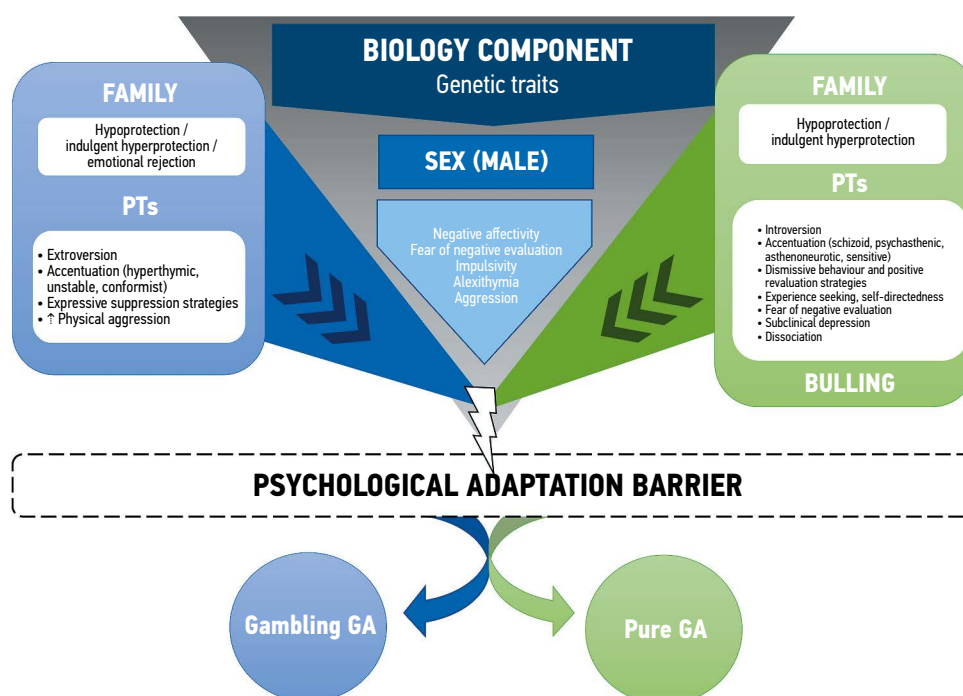 BIOLOGY COMPONENT
Genetic traits
SEX (MALE)
Negative affectivity
Fear of negative evaluation
Impulsivity
Alexithymia
Aggression
FAMILY
Hypoprotection /
indulgent hyperprotection /
emotional rejection
PTs
• Extroversion
• Accentuation (hyperthymic,
unstable, conformist)
• Expressive suppression strategies
• ↑ Physical aggression
FAMILY
Hypoprotection /
indulgent hyperprotection
PTs
• Introversion
• Accentuation (schizoid, psychasthenic,
asthenoneurotic, sensitive)
• Dismissive behaviour and positive
revaluation strategies
• Experience seeking, self-directedness
• Fear of negative evaluation
• Subclinical depression
• Dissociation
BULLING
PSYCHOLOGICAL ADAPTATION BARRIER
Gambling GA
Pure GA